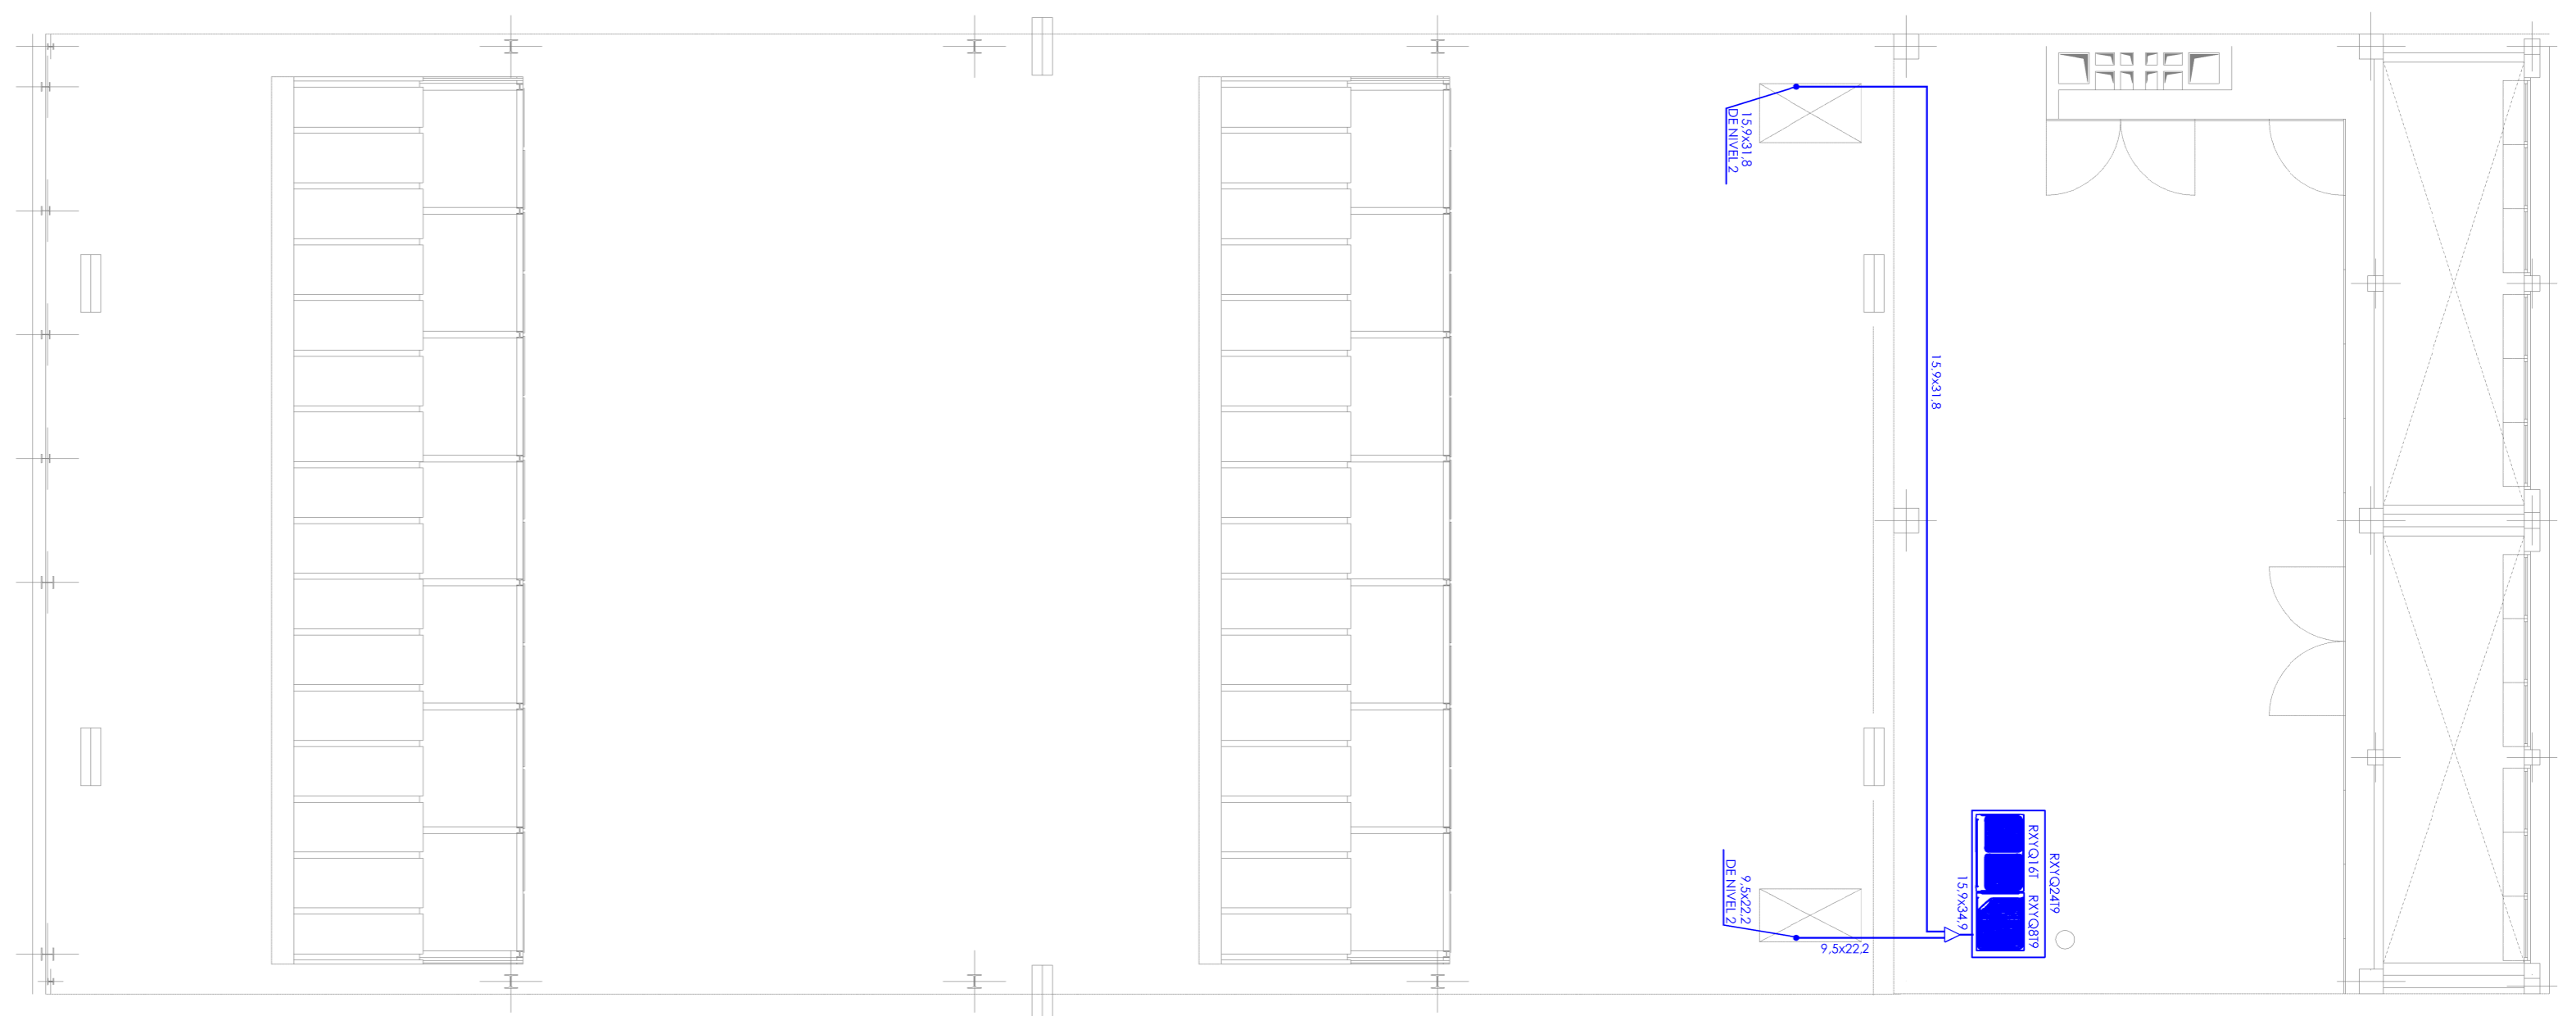 15,9x31,8
DE NIVEL 2
15,9x31,8
RXYQ24T9
RXYQ16T
RXYQ8T9
15,9x34,9
9,5x22,2
DE NIVEL 2
9,5x22,2